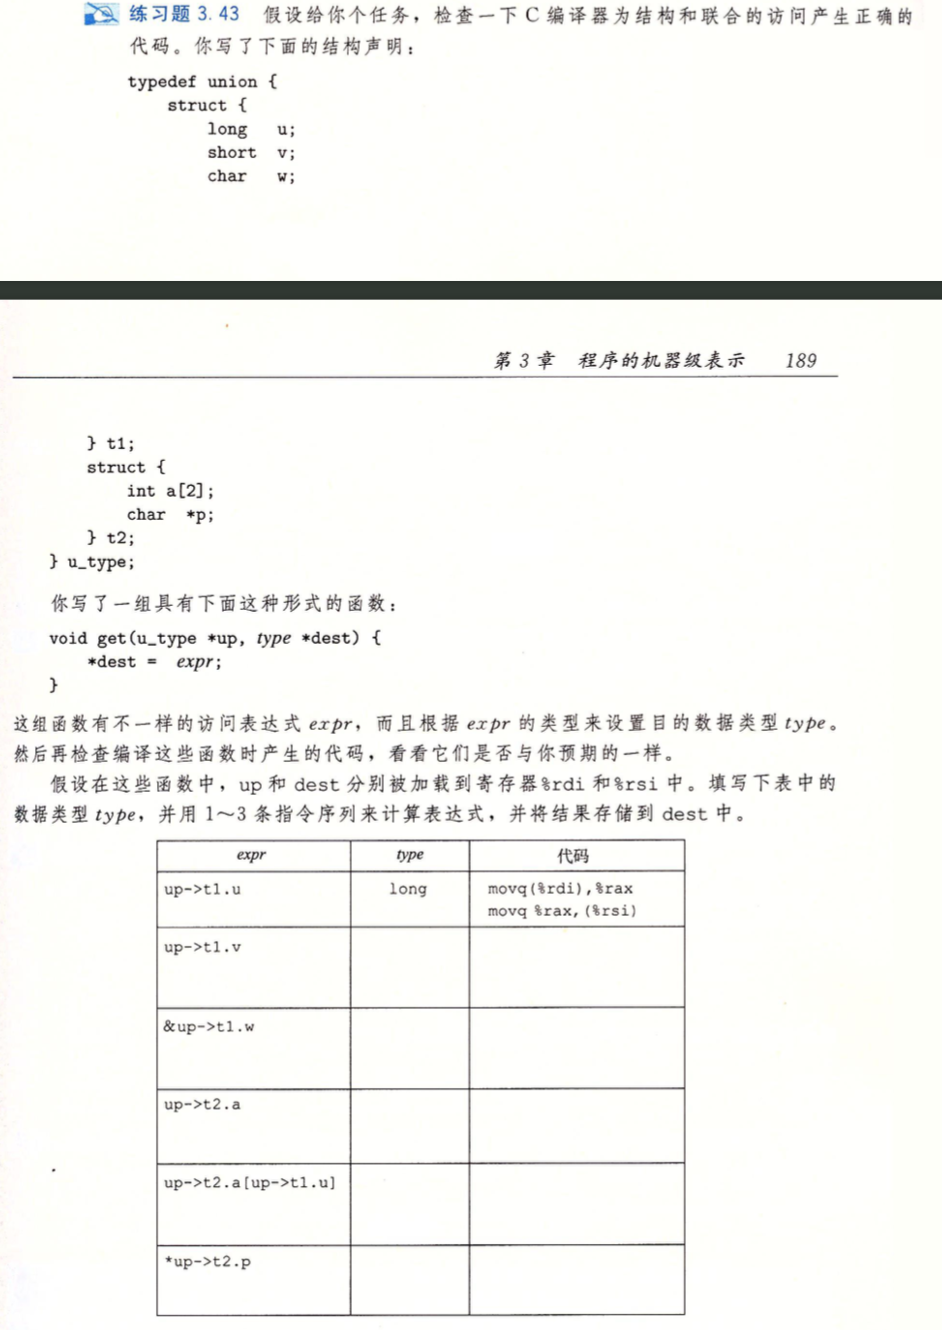 练习题 3.43 假设给你个任务，检查一下 C 编译器为结构和联合的访问产生正确的
代码。你写了下面的结构声明：
typedef union {
struct {
long u;
short v;
char w;
第 3 章 程序的机器级表示 189
} t1;
struct {
int a[2];
char *p;
} t2;
} u_type;
你写了一组具有下面这种形式的函数：
void get(u_type *up, type *dest) {
*dest = expr;
}
这组函数有不一样的访问表达式 expr，而且根据 expr 的类型来设置目的数据类型 type。
然后再检查编译这些函数时产生的代码，看看它们是否与你预期的一样。
假设在这些函数中，up 和 dest 分别被加载到寄存器%rdi 和%rsi 中。填写下表中的
数据类型 type，并用 1～3 条指令序列来计算表达式，并将结果存储到 dest 中。
expr type 代码
up->t1.u long movq(%rdi),%rax
movq %rax,(%rsi)
up->t1.v
&up->t1.w
up->t2.a
up->t2.a[up->t1.u]
*up->t2.p